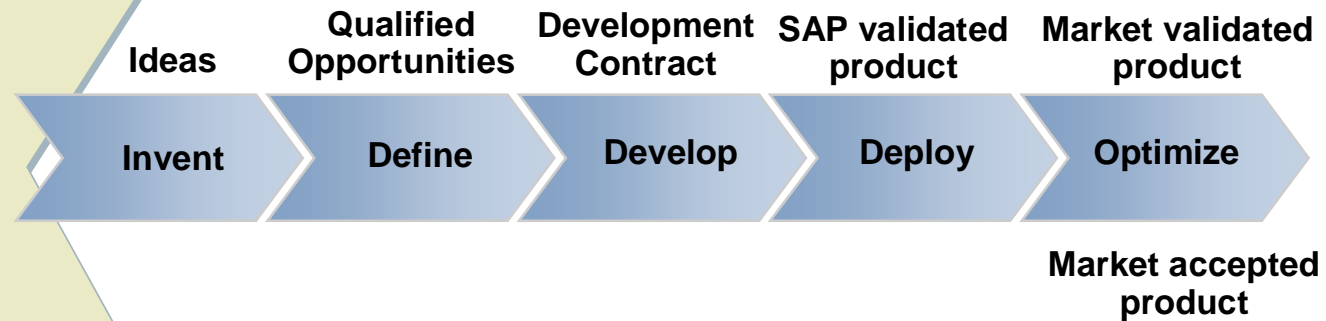 Ideas
Qualified
Opportunities
Development
Contract
SAP validated
product
Market validated
product
Invent
Define
Develop
Deploy
Optimize
Market accepted
product